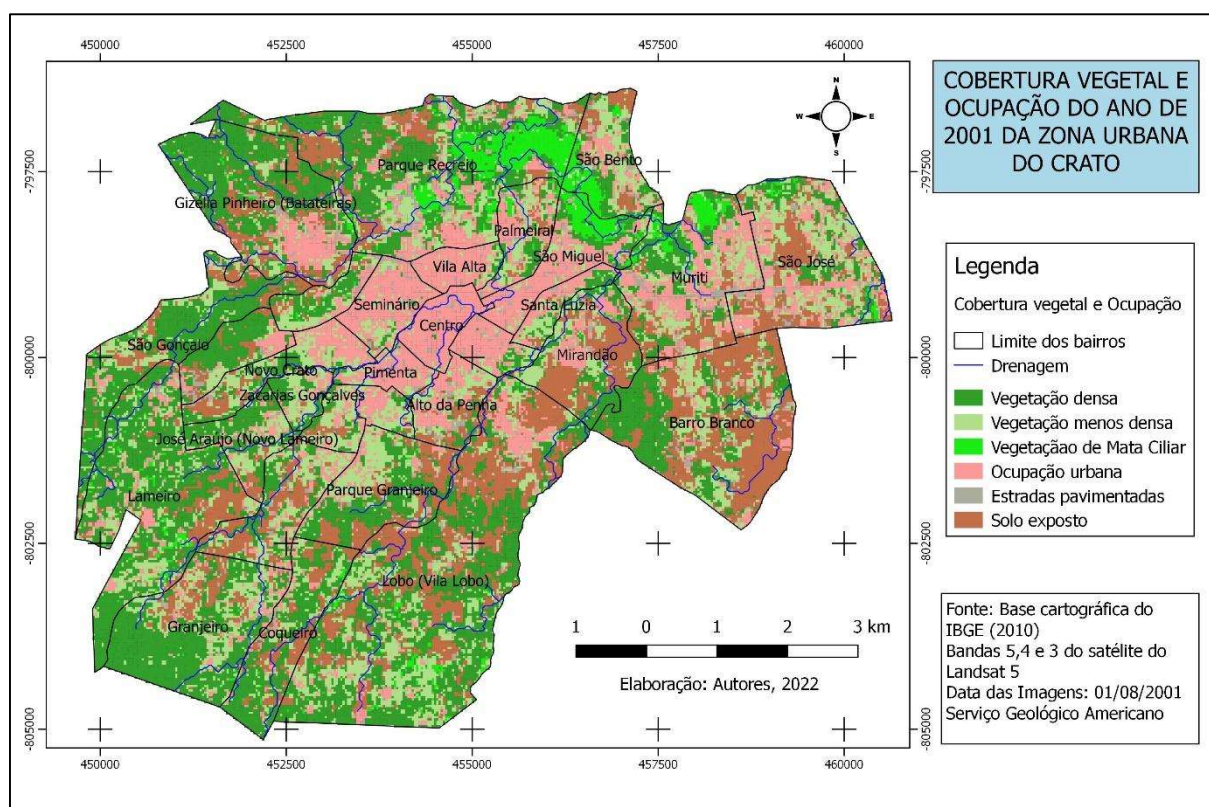 450000
452500
455000
457500
460000
COBERTURA VEGETAL E
OCUPAÇÃO DO ANO DE
2001 DA ZONA URBANA
DO CRATO
N
W
E
S
-797500
-797500
São Bento
Parque Recreio
Gizélia Pinheiro (Batateiras)
Palmeiral
São Miguel
Vila Alta
Muriti
São José
Seminário
Santa Luzia
Centro
São Gonçalo
Mirandão
-800000
-800000
Novo Crato
Pimenta
Zacarias Gonçalves
Alto da Penha
Barro Branco
José Araujo (Novo Lameiro)
Parque Granjeiro
Lameiro
-802500
-802500
Lobo (Vila Lobo)
Granjeiro
Coqueiro
1 0 1 2 3 km
Elaboração: Autores, 2022
-805000
-805000
450000
452500
455000
457500
460000
Legenda
Cobertura vegetal e Ocupação
Limite dos bairros
Drenagem
Vegetação densa
Vegetação menos densa
Vegetaçãao de Mata Ciliar
Ocupação urbana
Estradas pavimentadas
Solo exposto
Fonte: Base cartográfica do
IBGE (2010)
Bandas 5,4 e 3 do satélite do
Landsat 5
Data das Imagens: 01/08/2001
Serviço Geológico Americano